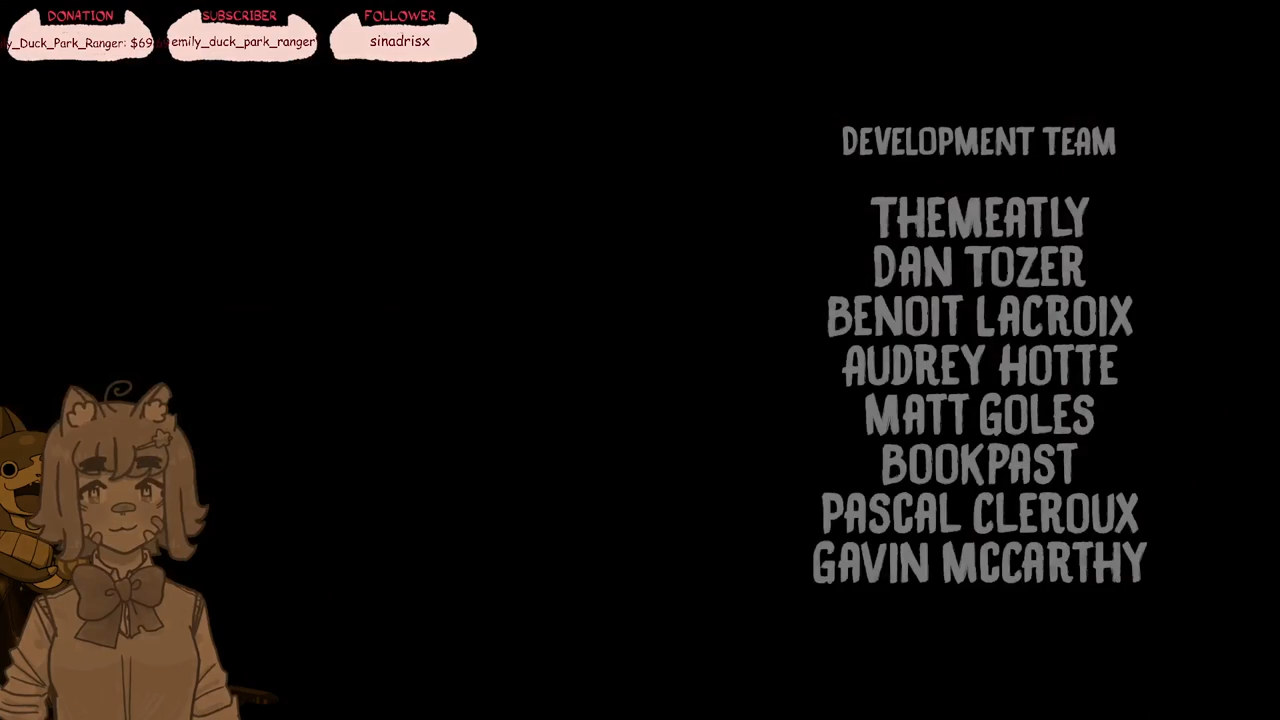 DONATION
SUBSCRIBER
FOLLOWER
y_Duck_Park_Ranger: $69
emily_duck_park_ranger
sinadrisx
DEVELOPMENT TEAM
THEMEATLY
DAN TOZER
BENOIT LACROIX
AUDREY HOTTE
MATT GOLES
BOOKPAST
PASCAL CLEROUX
GAVIN MCCARTHY